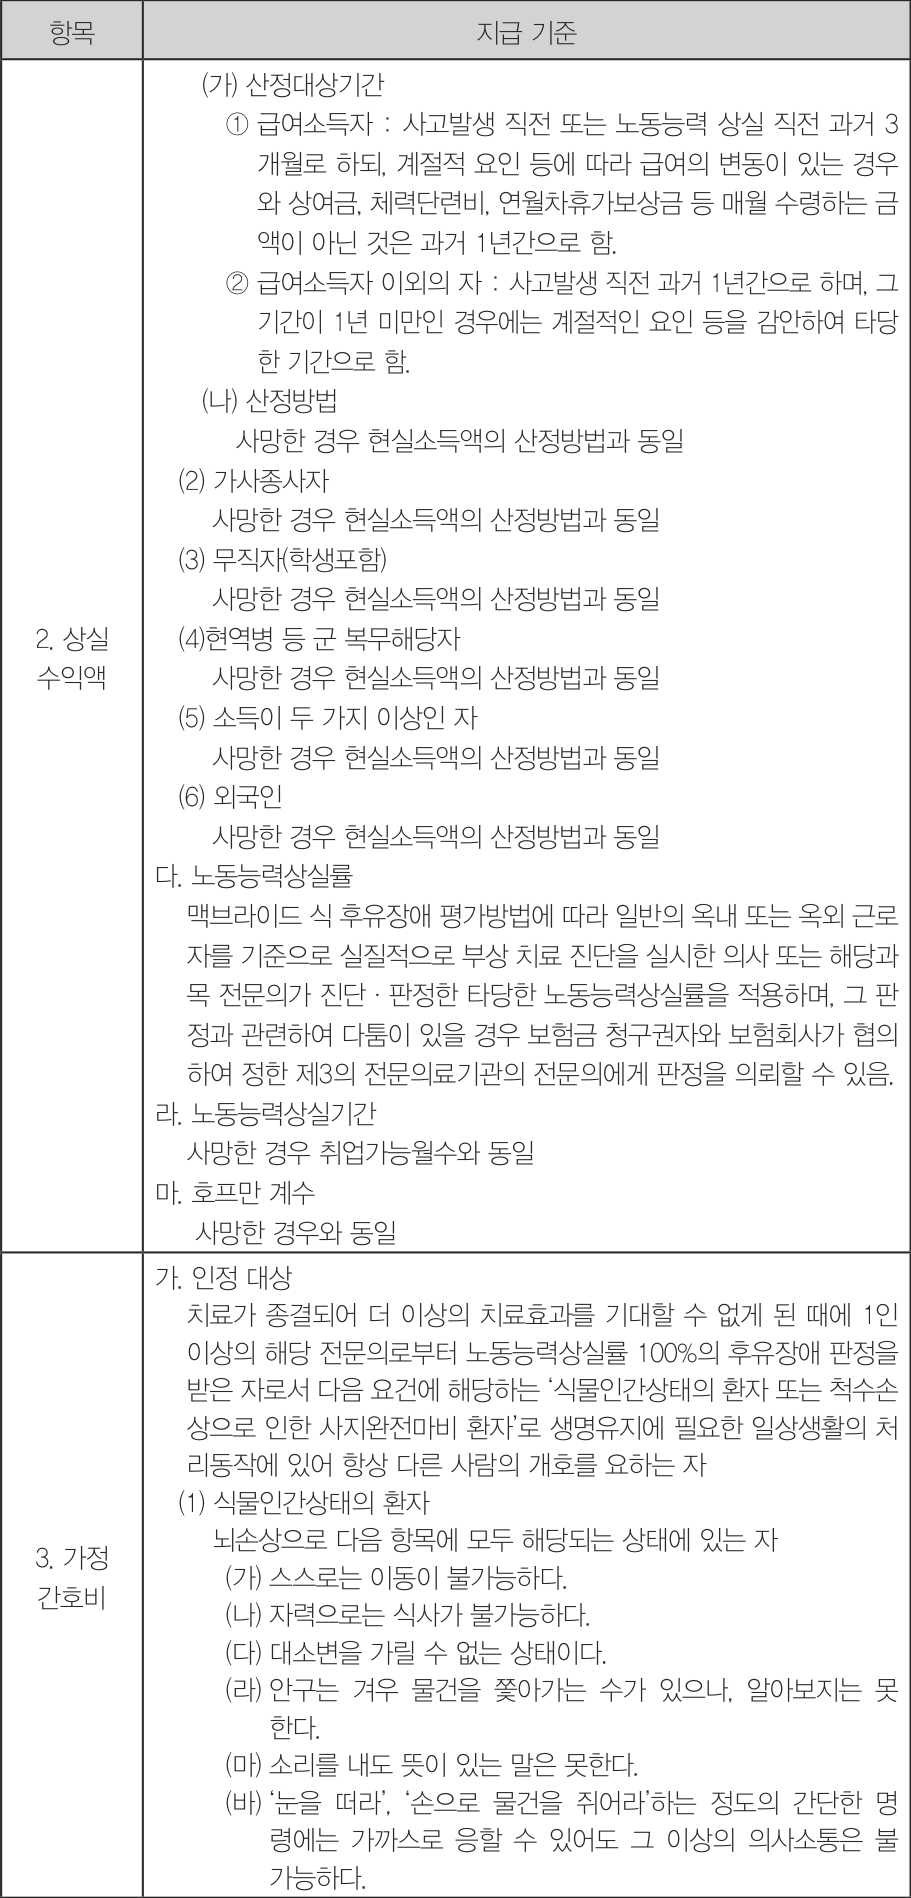 항목
지급 기준
2. 상실
수익액
(가) 산정대상기간
① 급여소득자 : 사고발생 직전 또는 노동능력 상실 직전 과거 3
개월로 하되, 계절적 요인 등에 따라 급여의 변동이 있는 경우
와 상여금, 체력단련비, 연월차휴가보상금 등 매월 수령하는 금
액이 아닌 것은 과거 1년간으로 함.
② 급여소득자 이외의 자 : 사고발생 직전 과거 1년간으로 하며, 그
기간이 1년 미만인 경우에는 계절적인 요인 등을 감안하여 타당
한 기간으로 함.
(나) 산정방법
사망한 경우 현실소득액의 산정방법과 동일
(2) 가사종사자
사망한 경우 현실소득액의 산정방법과 동일
(3) 무직자(학생포함)
사망한 경우 현실소득액의 산정방법과 동일
(4)현역병 등 군 복무해당자
사망한 경우 현실소득액의 산정방법과 동일
(5) 소득이 두 가지 이상인 자
사망한 경우 현실소득액의 산정방법과 동일
(6) 외국인
사망한 경우 현실소득액의 산정방법과 동일
다. 노동능력상실률
맥브라이드 식 후유장애 평가방법에 따라 일반의 옥내 또는 옥외 근로
자를 기준으로 실질적으로 부상 치료 진단을 실시한 의사 또는 해당과
목 전문의가 진단 · 판정한 타당한 노동능력상실률을 적용하며, 그 판
정과 관련하여 다툼이 있을 경우 보험금 청구권자와 보험회사가 협의
하여 정한 제3의 전문의료기관의 전문의에게 판정을 의뢰할 수 있음.
라. 노동능력상실기간
사망한 경우 취업가능월수와 동일
마. 호프만 계수
사망한 경우와 동일
3. 가정
간호비
가. 인정 대상
치료가 종결되어 더 이상의 치료효과를 기대할 수 없게 된 때에 1인
이상의 해당 전문의로부터 노동능력상실률 100%의 후유장애 판정을
받은 자로서 다음 요건에 해당하는 ‘식물인간상태의 환자 또는 척수손
상으로 인한 사지완전마비 환자’로 생명유지에 필요한 일상생활의 처
리동작에 있어 항상 다른 사람의 개호를 요하는 자
(1) 식물인간상태의 환자
뇌손상으로 다음 항목에 모두 해당되는 상태에 있는 자
(가) 스스로는 이동이 불가능하다.
(나) 자력으로는 식사가 불가능하다.
(다) 대소변을 가릴 수 없는 상태이다.
(라) 안구는 겨우 물건을 쫓아가는 수가 있으나, 알아보지는 못
한다.
(마) 소리를 내도 뜻이 있는 말은 못한다.
(바) ‘눈을 떠라’, ‘손으로 물건을 쥐어라’하는 정도의 간단한 명
령에는 가까스로 응할 수 있어도 그 이상의 의사소통은 불
가능하다.